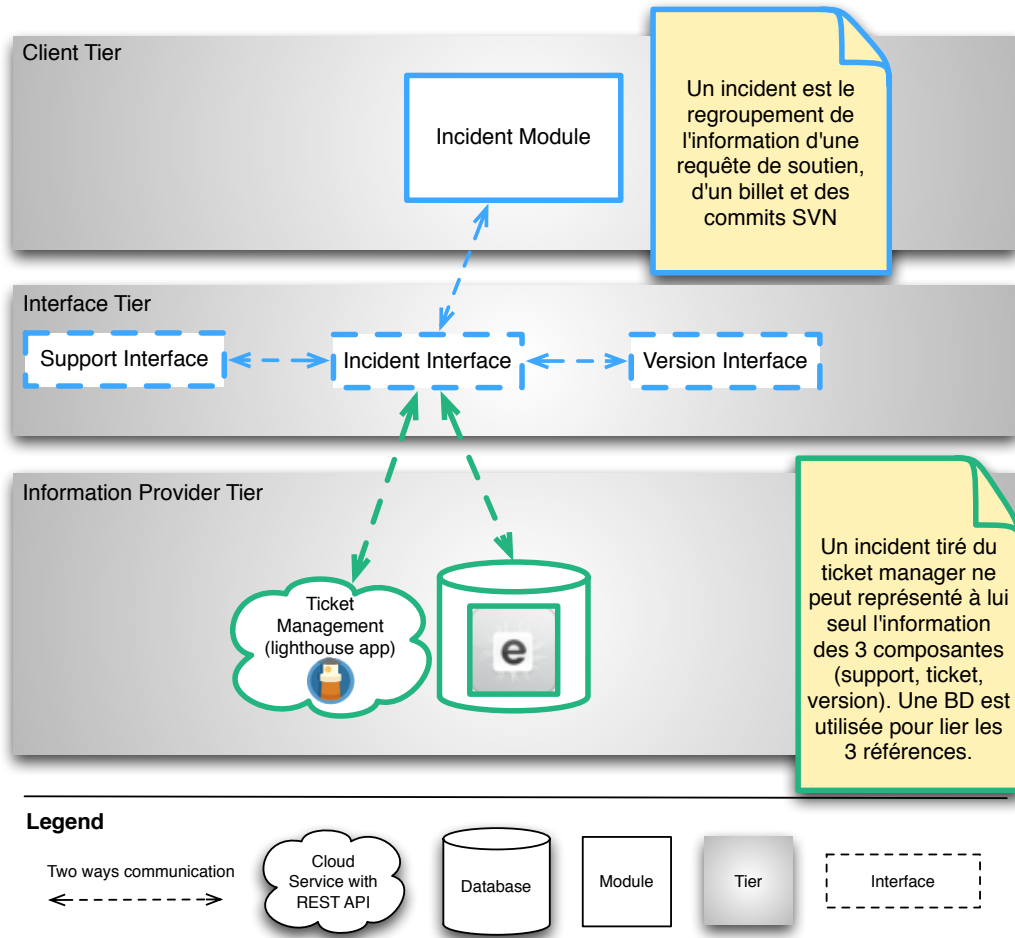 Client Tier
Incident Module
Un incident est le
regroupement de
l'information d'une
requête de soutien,
d'un billet et des
commits SVN
Interface Tier
Support Interface
Incident Interface
Version Interface
Information Provider Tier
Ticket
Management
(lighthouse app)
e
Un incident tiré du
ticket manager ne
peut représenté à lui
seul l'information
des 3 composantes
(support, ticket,
version). Une BD est
utilisée pour lier les
3 références.
Legend
Two ways communication
Cloud
Service with
REST API
Database
Module
Tier
Interface